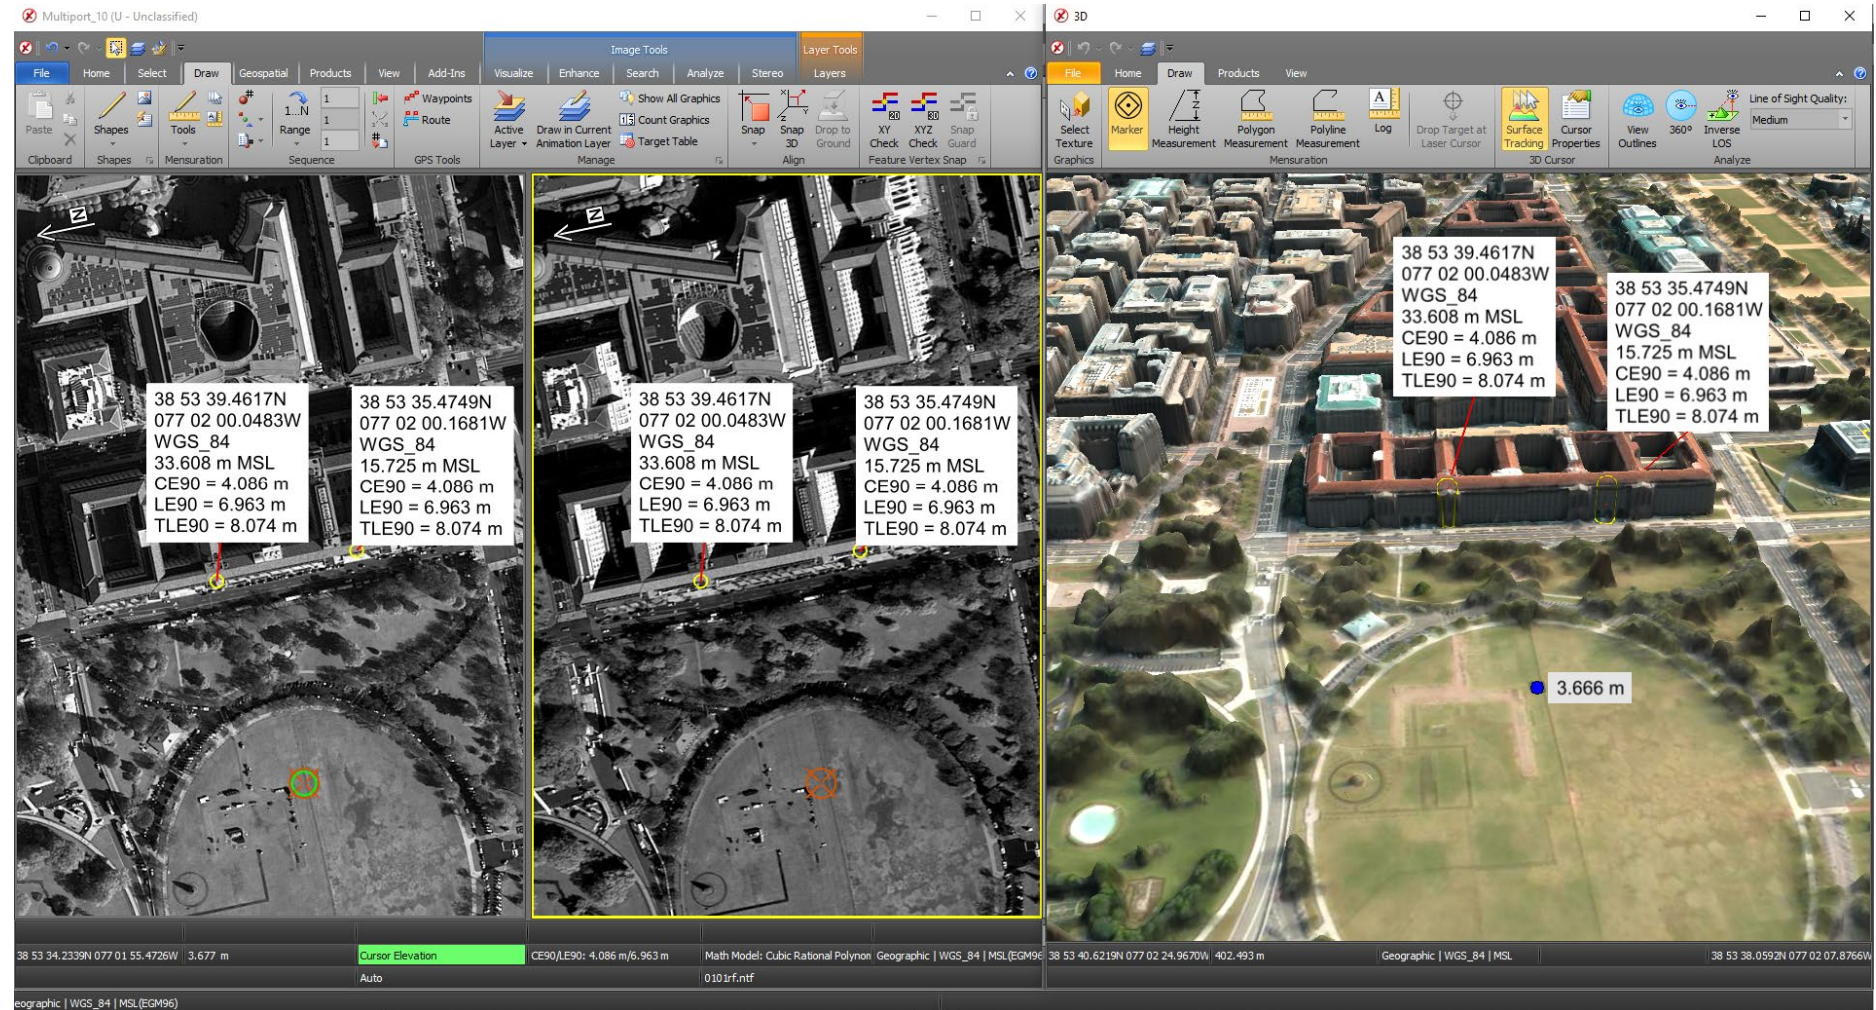 Multiport_10 (U - Unclassified)
3D
Image Tools
Layer Tools
File Home Select Draw Geospatial Products View Add-Ins Visualize Enhance Search Analyze Stereo Layers
File Home Draw Products View
Paste
Clipboard
Shapes
Shapes
Tools
Mensuration
1...N
Range
1
1
1
Sequence
Waypoints
Route
GPS Tools
Active
Layer
Draw in Current
Animation Layer
Show All Graphics
Count Graphics
Target Table
Manage
Snap
Snap
3D
Drop to
Ground
Align
XY
Check
XYZ
Check
Snap
Guard
Feature Vertex Snap
Select
Texture
Graphics
Marker
Height
Measurement
Polygon
Measurement
Polyline
Measurement
Log
Drop Target at
Laser Cursor
Mensuration
Surface
Tracking
Cursor
Properties
3D Cursor
View
Outlines
360º
Inverse
LOS
Line of Sight Quality:
Medium
Analyze
N
38 53 39.4617N
077 02 00.0483W
WGS_84
33.608 m MSL
CE90 = 4.086 m
LE90 = 6.963 m
TLE90 = 8.074 m
38 53 35.4749N
077 02 00.1681W
WGS_84
15.725 m MSL
CE90 = 4.086 m
LE90 = 6.963 m
TLE90 = 8.074 m
N
38 53 39.4617N
077 02 00.0483W
WGS_84
33.608 m MSL
CE90 = 4.086 m
LE90 = 6.963 m
TLE90 = 8.074 m
38 53 35.4749N
077 02 00.1681W
WGS_84
15.725 m MSL
CE90 = 4.086 m
LE90 = 6.963 m
TLE90 = 8.074 m
38 53 39.4617N
077 02 00.0483W
WGS_84
33.608 m MSL
CE90 = 4.086 m
LE90 = 6.963 m
TLE90 = 8.074 m
38 53 35.4749N
077 02 00.1681W
WGS_84
15.725 m MSL
CE90 = 4.086 m
LE90 = 6.963 m
TLE90 = 8.074 m
3.666 m
38 53 34.2339N 077 01 55.4726W 3.677 m Cursor Elevation CE90/LE90: 4.086 m/6.963 m Math Model: Cubic Rational Polynon Geographic | WGS_84 | MSL(EGM96
Auto 0101rf.ntf
38 53 40.6219N 077 02 24.9670W 402.493 m Geographic | WGS_84 | MSL 38 53 38.0592N 077 02 07.8766W
eographic | WGS_84 | MSL(EGM96)